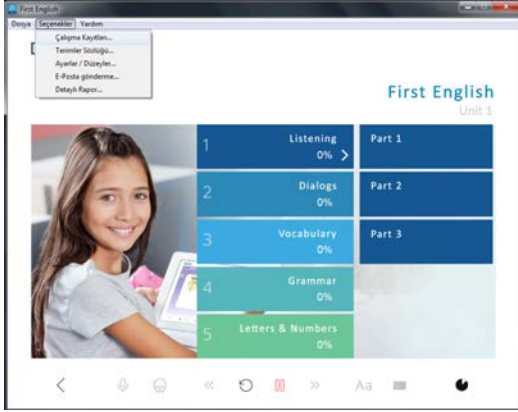 First English
Dosya Seçenekler Yardım
Çalışma Kayıtları...
Terimler Sözlüğü...
Ayarlar / Düzeyler...
E-Posta gönderme...
Detaylı Rapor...
First English
Unit 1
1 Listening
0%
2 Dialogs
0%
3 Vocabulary
0%
4 Grammar
0%
5 Letters & Numbers
0%
Part 1
Part 2
Part 3
Aa